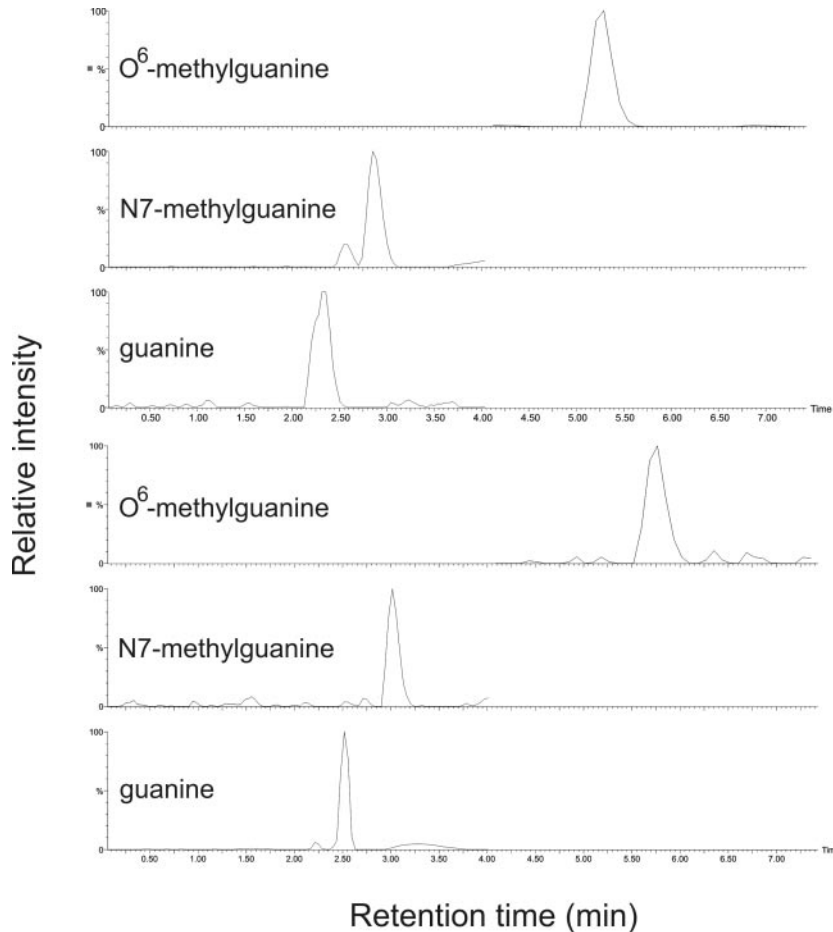 Relative intensity
100
%
0
O6-methylguanine
100
%
0
N7-methylguanine
100
%
0
guanine
0.50 1.00 1.50 2.00 2.50 3.00 3.50 4.00 4.50 5.00 5.50 6.00 6.50 7.00 Time
100
%
0
O6-methylguanine
100
%
0
N7-methylguanine
100
%
0
guanine
0.50 1.00 1.50 2.00 2.50 3.00 3.50 4.00 4.50 5.00 5.50 6.00 6.50 7.00 Tim
Retention time (min)